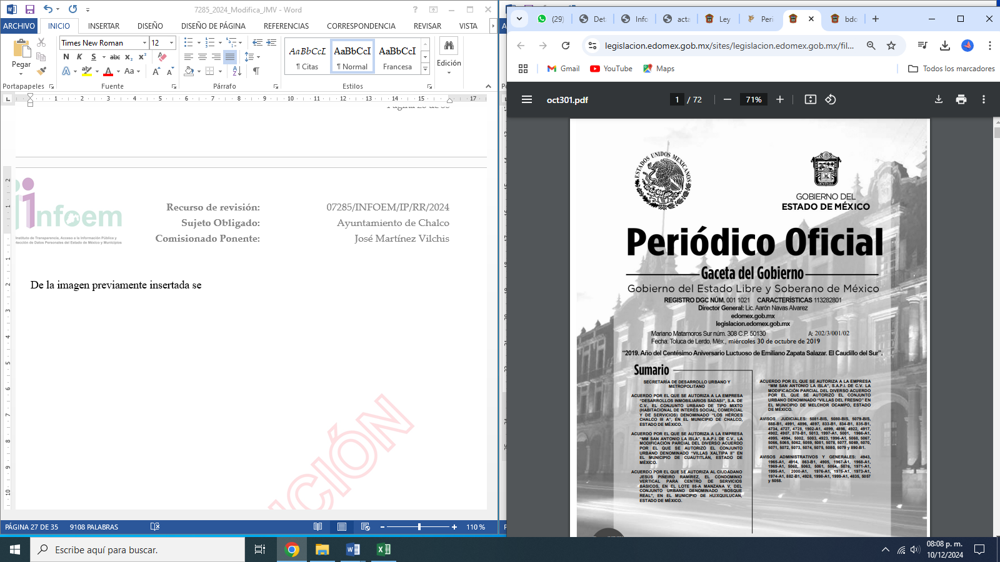 7285_2024_Modifica_JMV - Word
ARCHIVO INICIO INSERTAR DISEÑO DISEÑO DE PÁGINA REFERENCIAS CORRESPONDENCIA REVISAR VISTA
Times New Roman 12
Pegar
N K S abc x₂ x²
A A Aa A A
AaBbCcI AaBbCcI AaBbCcI
¶ Citas ¶ Normal Francesa
Edición
Portapapeles Fuente Párrafo Estilos
1 2 3 4 5 6 7 8 9 10 11 12 13 14 15 17
infoem
Instituto de Transparencia, Acceso a la Información Pública y
Recurso de revisión: 07285/INFOEM/IP/RR/2024
Sujeto Obligado: Ayuntamiento de Chalco
Comisionado Ponente: José Martínez Vilchis
De la imagen previamente insertada se
CIÓN
PÁGINA 27 DE 35 9108 PALABRAS 110 %
(29) Det Info acta Ley Peri bdo
legislacion.edomex.gob.mx/sites/legislacion.edomex.gob.mx/fil...
Gmail YouTube Maps Todos los marcadores
oct301.pdf 1 / 72 71%
ESTADOS UNIDOS MEXICANOS
GOBIERNO DEL
ESTADO DE MÉXICO
Periódico Oficial
Gaceta del Gobierno
Gobierno del Estado Libre y Soberano de México
REGISTRO DGC NÚM. 001 1021 CARACTERÍSTICAS 113282801
Director General: Lic. Aarón Navas Alvarez
edomex.gob.mx
legislacion.edomex.gob.mx
Mariano Matamoros Sur núm. 308 C.P. 50130 A: 202/3/001/02
Fecha: Toluca de Lerdo, Méx., miércoles 30 de octubre de 2019
“2019. Año del Centésimo Aniversario Luctuoso de Emiliano Zapata Salazar. El Caudillo del Sur”.
Sumario
SECRETARÍA DE DESARROLLO URBANO Y
METROPOLITANO
ACUERDO POR EL QUE SE AUTORIZA A LA EMPRESA
“DESARROLLOS INMOBILIARIOS SADASI”, S.A. DE
C.V., EL CONJUNTO URBANO DE TIPO MIXTO
(HABITACIONAL DE INTERÉS SOCIAL, COMERCIAL
Y DE SERVICIOS) DENOMINADO “LOS HÉROES
CHALCO III A”, EN EL MUNICIPIO DE CHALCO,
ESTADO DE MÉXICO.
ACUERDO POR EL QUE SE AUTORIZA A LA EMPRESA
“MM SAN ANTONIO LA ISLA”, S.A.P.I. DE C.V., LA
MODIFICACIÓN PARCIAL DEL DIVERSO ACUERDO
POR EL QUE SE AUTORIZÓ EL CONJUNTO
URBANO DENOMINADO “VILLAS XALTIPA II” EN
EL MUNICIPIO DE CUAUTITLÁN, ESTADO DE
MÉXICO.
ACUERDO POR EL QUE SE AUTORIZA AL CIUDADANO
JESÚS PIÑEIRO RAMÍREZ, EL CONDOMINIO
VERTICAL PARA CENTRO DE SERVICIOS
BÁSICOS, EN EL LOTE 85-A MANZANA V, DEL
CONJUNTO URBANO DENOMINADO “BOSQUE
REAL”, EN EL MUNICIPIO DE HUIXQUILUCAN,
ESTADO DE MÉXICO.
ACUERDO POR EL QUE SE AUTORIZA A LA EMPRESA
“MM SAN ANTONIO LA ISLA”, S.A.P.I. DE C.V. LA
MODIFICACIÓN PARCIAL DEL DIVERSO ACUERDO
POR EL QUE SE AUTORIZÓ EL CONJUNTO
URBANO DENOMINADO “VILLAS DEL FRESNO” EN
EL MUNICIPIO DE MELCHOR OCAMPO, ESTADO
DE MÉXICO.
AVISOS JUDICIALES: 5081-BIS, 5080-BIS, 5079-BIS,
888-B1, 4991, 4896, 4897, 833-B1, 834-B1, 835-B1,
4734, 4727, 4728, 1902-A1, 4899, 4898, 4922, 4917,
4902, 4907, 878-B1, 5013, 1997-A1, 5001, 1986-A1,
4995, 4994, 5002, 5003, 4923, 1996-A1, 5068, 5067,
5066, 5065, 5062, 5059, 5081, 5078, 5077, 5069, 5070,
5071, 5072, 5073, 5074, 5075, 5080, 5079 y 890-B1.
AVISOS ADMINISTRATIVOS Y GENERALES: 4943,
1965-A1, 4914, 863-B1, 4905, 1967-A1, 1968-A1,
1969-A1, 5060, 5063, 5061, 5064, 5076, 1971-A1,
1995-A1, 2000-A1, 1976-A1, 1975-A1, 1973-A1,
1974-A1, 882-B1, 4928, 1998-A1, 1999-A1, 4835, 5057
y 5058.
Escribe aquí para buscar.
08:08 p. m.
10/12/2024